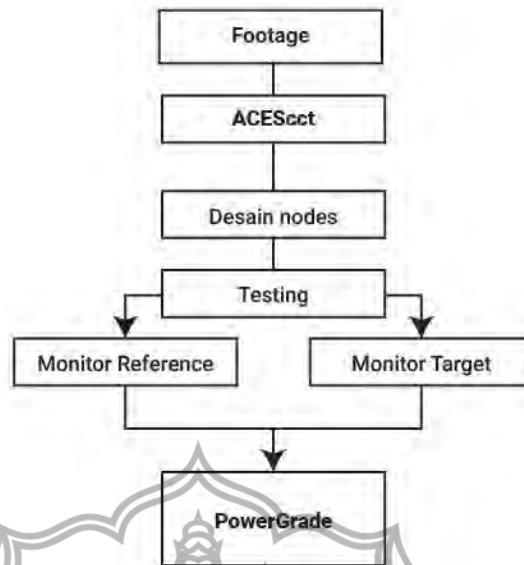 Footage
ACEScct
Desain nodes
Testing
Monitor Reference
Monitor Target
PowerGrade